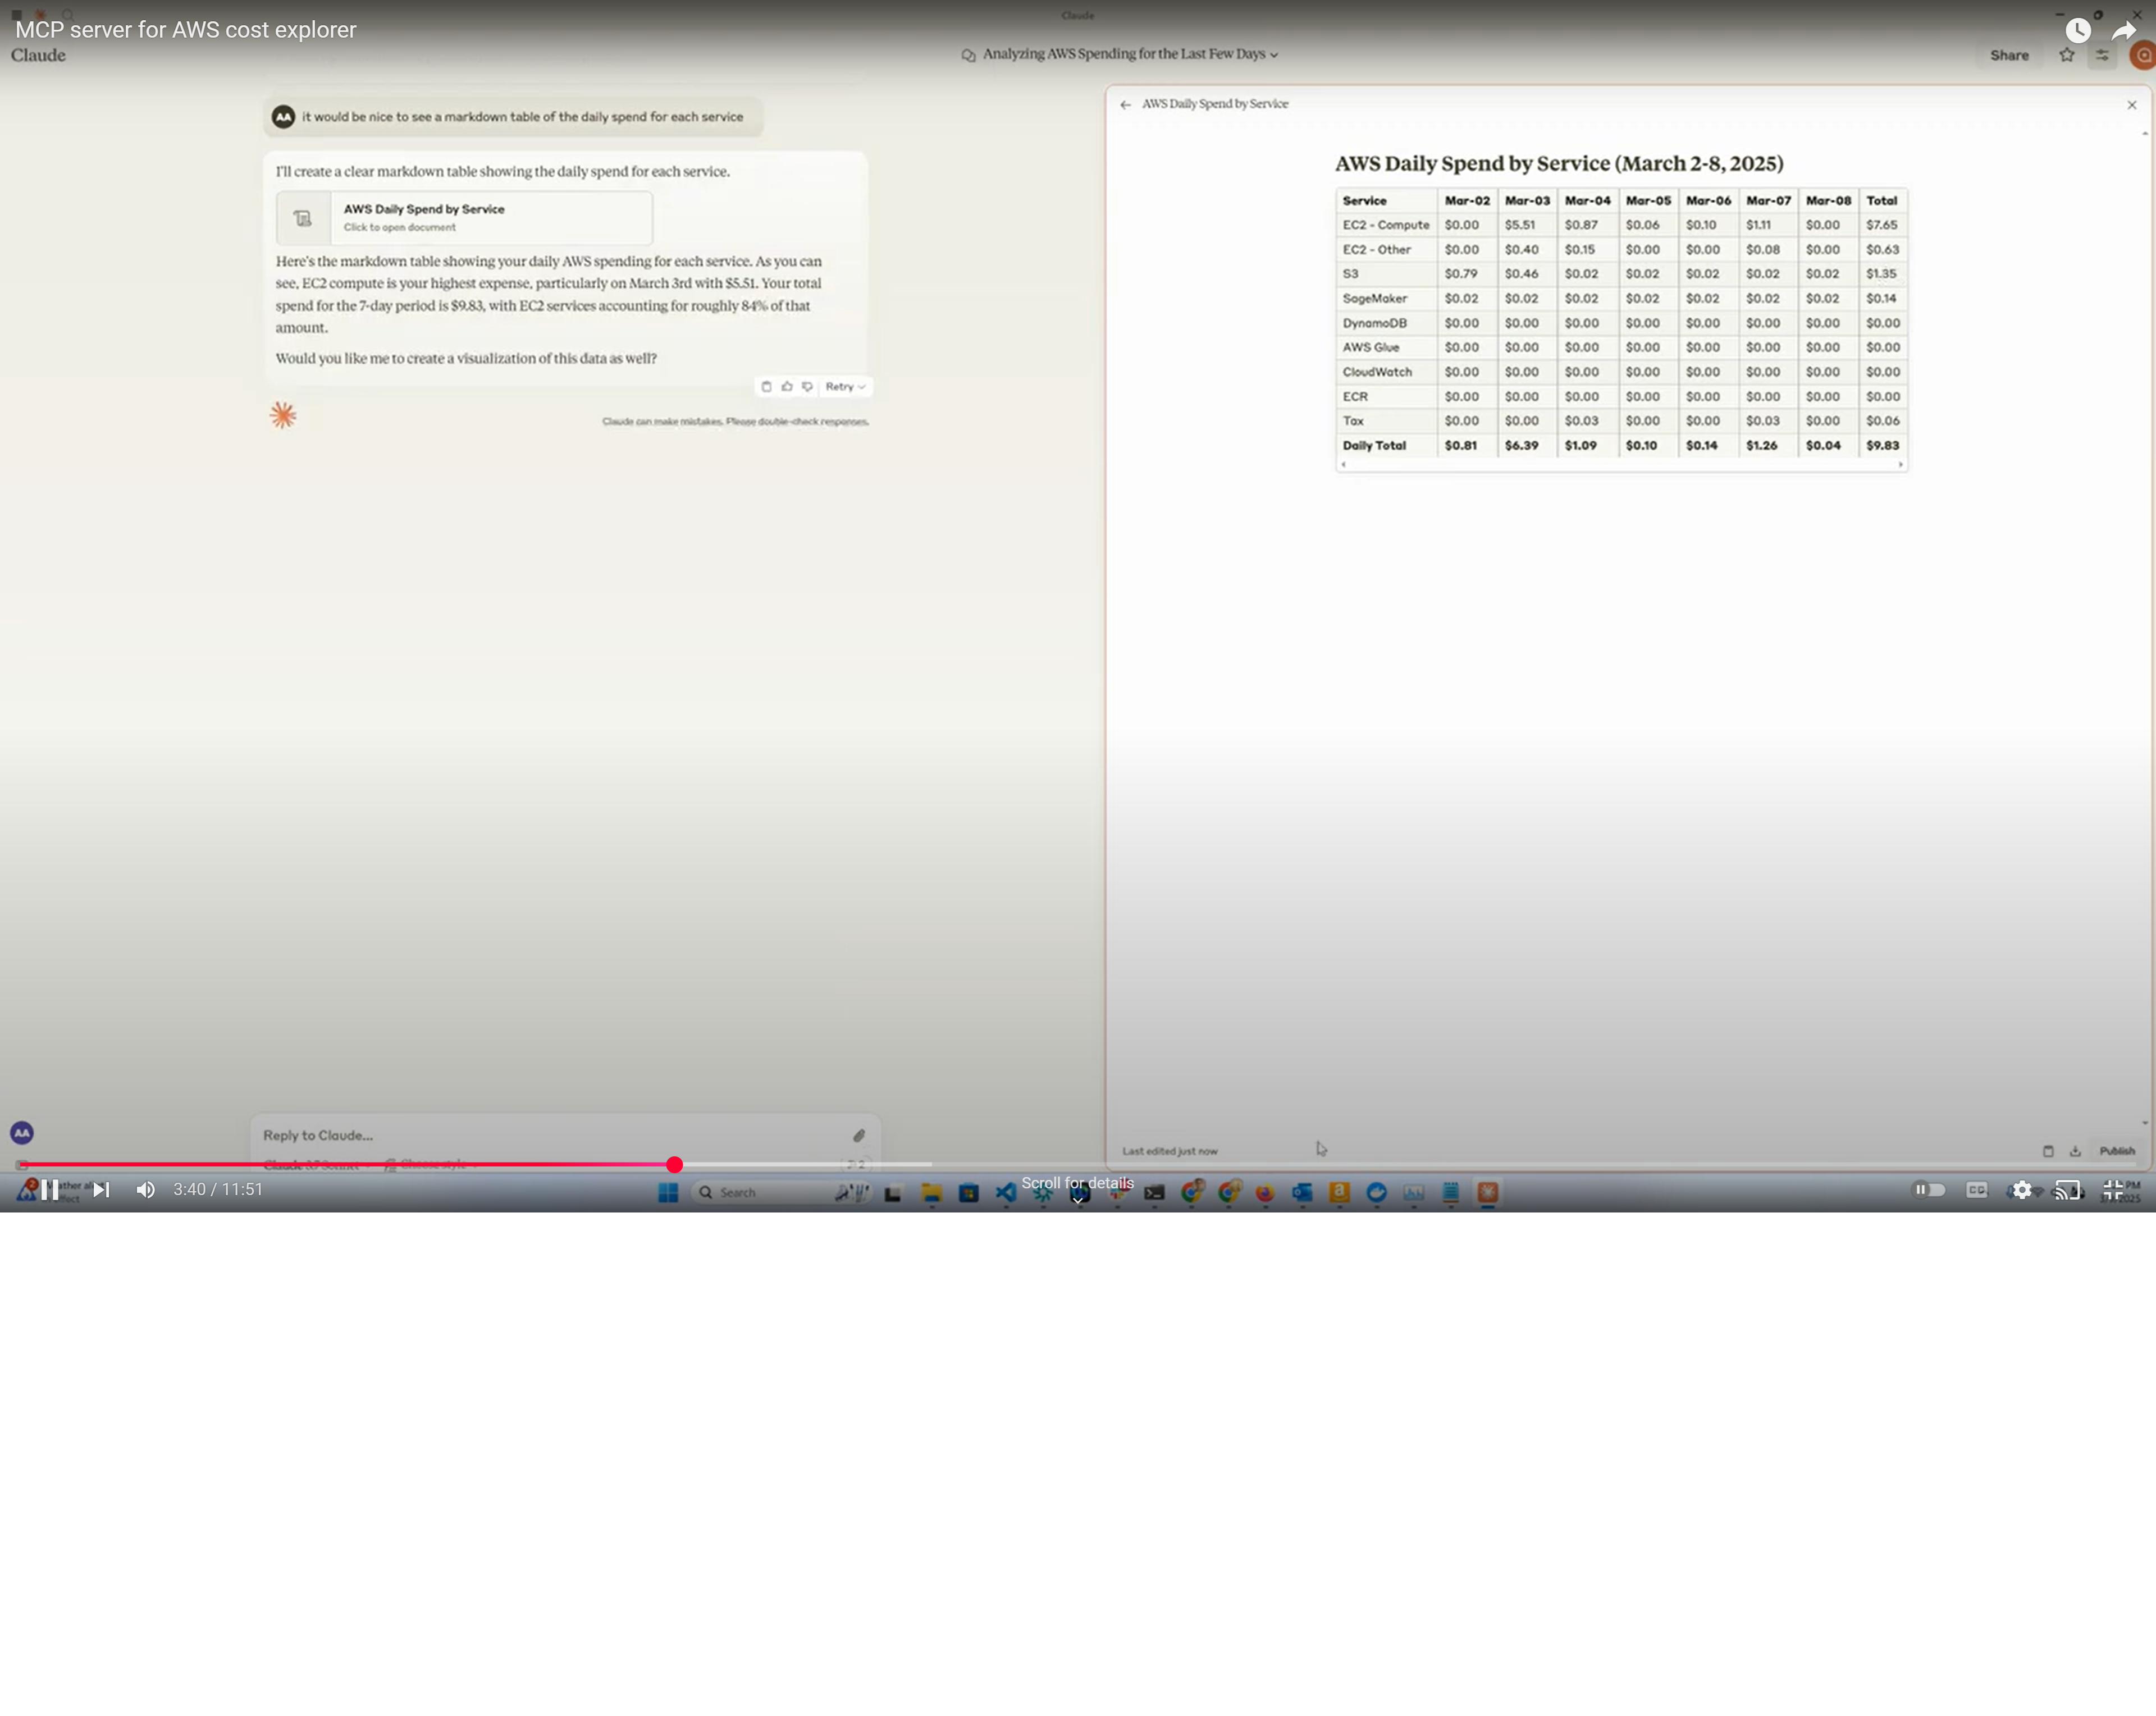 Claude
MCP server for AWS cost explorer
Claude
Analyzing AWS Spending for the Last Few Days
Share
AA it would be nice to see a markdown table of the daily spend for each service
I'll create a clear markdown table showing the daily spend for each service.
AWS Daily Spend by Service
Click to open document
Here's the markdown table showing your daily AWS spending for each service. As you can
see, EC2 compute is your highest expense, particularly on March 3rd with $5.51. Your total
spend for the 7-day period is $9.83, with EC2 services accounting for roughly 84% of that
amount.
Would you like me to create a visualization of this data as well?
Retry
Claude can make mistakes. Please double-check responses.
AWS Daily Spend by Service
AWS Daily Spend by Service (March 2-8, 2025)
Service Mar-02 Mar-03 Mar-04 Mar-05 Mar-06 Mar-07 Mar-08 Total
EC2 - Compute $0.00 $5.51 $0.87 $0.06 $0.10 $1.11 $0.00 $7.65
EC2 - Other $0.00 $0.40 $0.15 $0.00 $0.00 $0.08 $0.00 $0.63
S3 $0.79 $0.46 $0.02 $0.02 $0.02 $0.02 $0.02 $1.35
SageMaker $0.02 $0.02 $0.02 $0.02 $0.02 $0.02 $0.02 $0.14
DynamoDB $0.00 $0.00 $0.00 $0.00 $0.00 $0.00 $0.00 $0.00
AWS Glue $0.00 $0.00 $0.00 $0.00 $0.00 $0.00 $0.00 $0.00
CloudWatch $0.00 $0.00 $0.00 $0.00 $0.00 $0.00 $0.00 $0.00
ECR $0.00 $0.00 $0.00 $0.00 $0.00 $0.00 $0.00 $0.00
Tax $0.00 $0.00 $0.03 $0.00 $0.00 $0.03 $0.00 $0.06
Daily Total $0.81 $6.39 $1.09 $0.10 $0.14 $1.26 $0.04 $9.83
AA
Reply to Claude...
Last edited just now
Publish
3:40 / 11:51
Search
Scroll for details
CC
PM